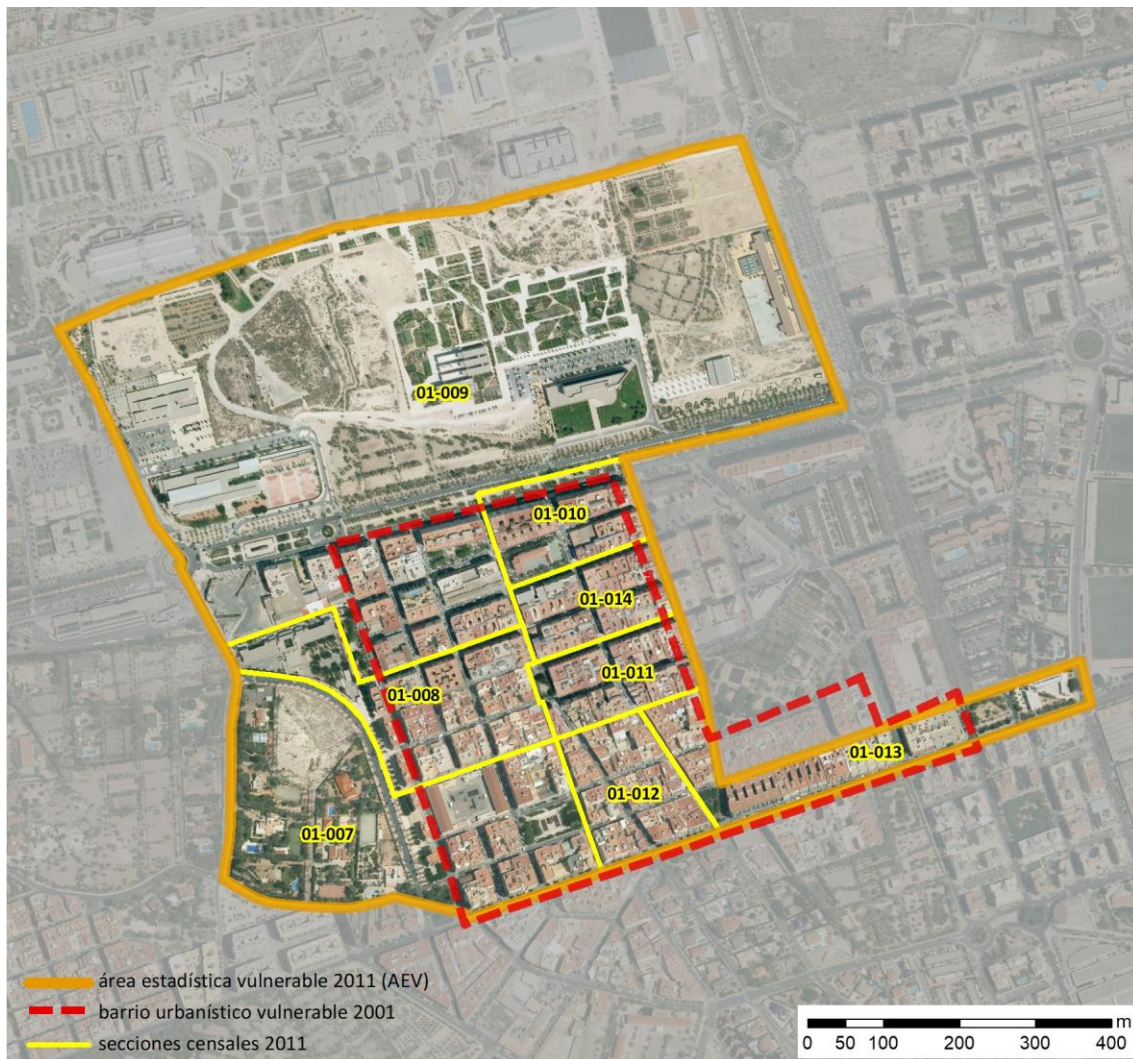 01-009
01-010
01-014
01-011
01-008
01-013
01-012
01-007
área estadística vulnerable 2011 (AEV)
barrio urbanístico vulnerable 2001
secciones censales 2011
m
0 50 100 200 300 400